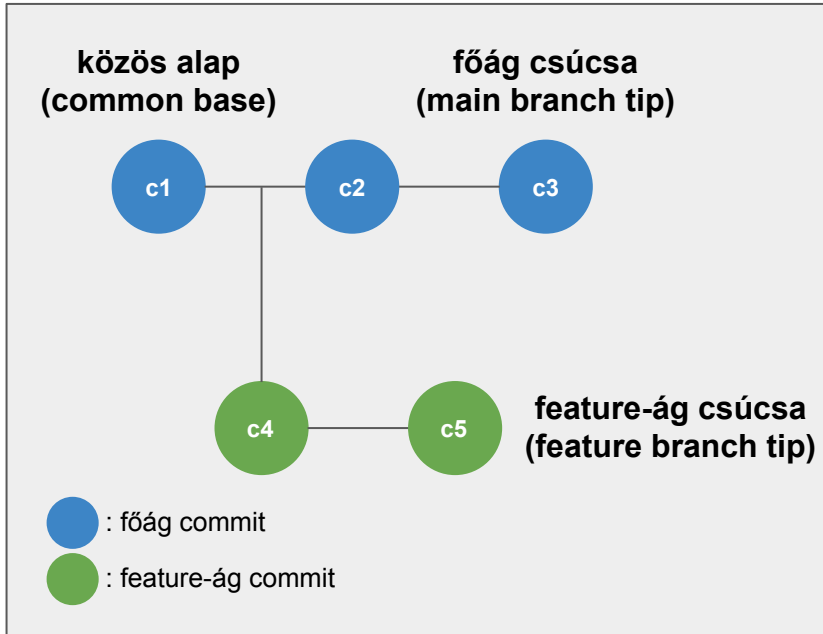 közös alap
(common base)
főág csúcsa
(main branch tip)
c1
c2
c3
c4
c5
feature-ág csúcsa
(feature branch tip)
: főág commit
: feature-ág commit